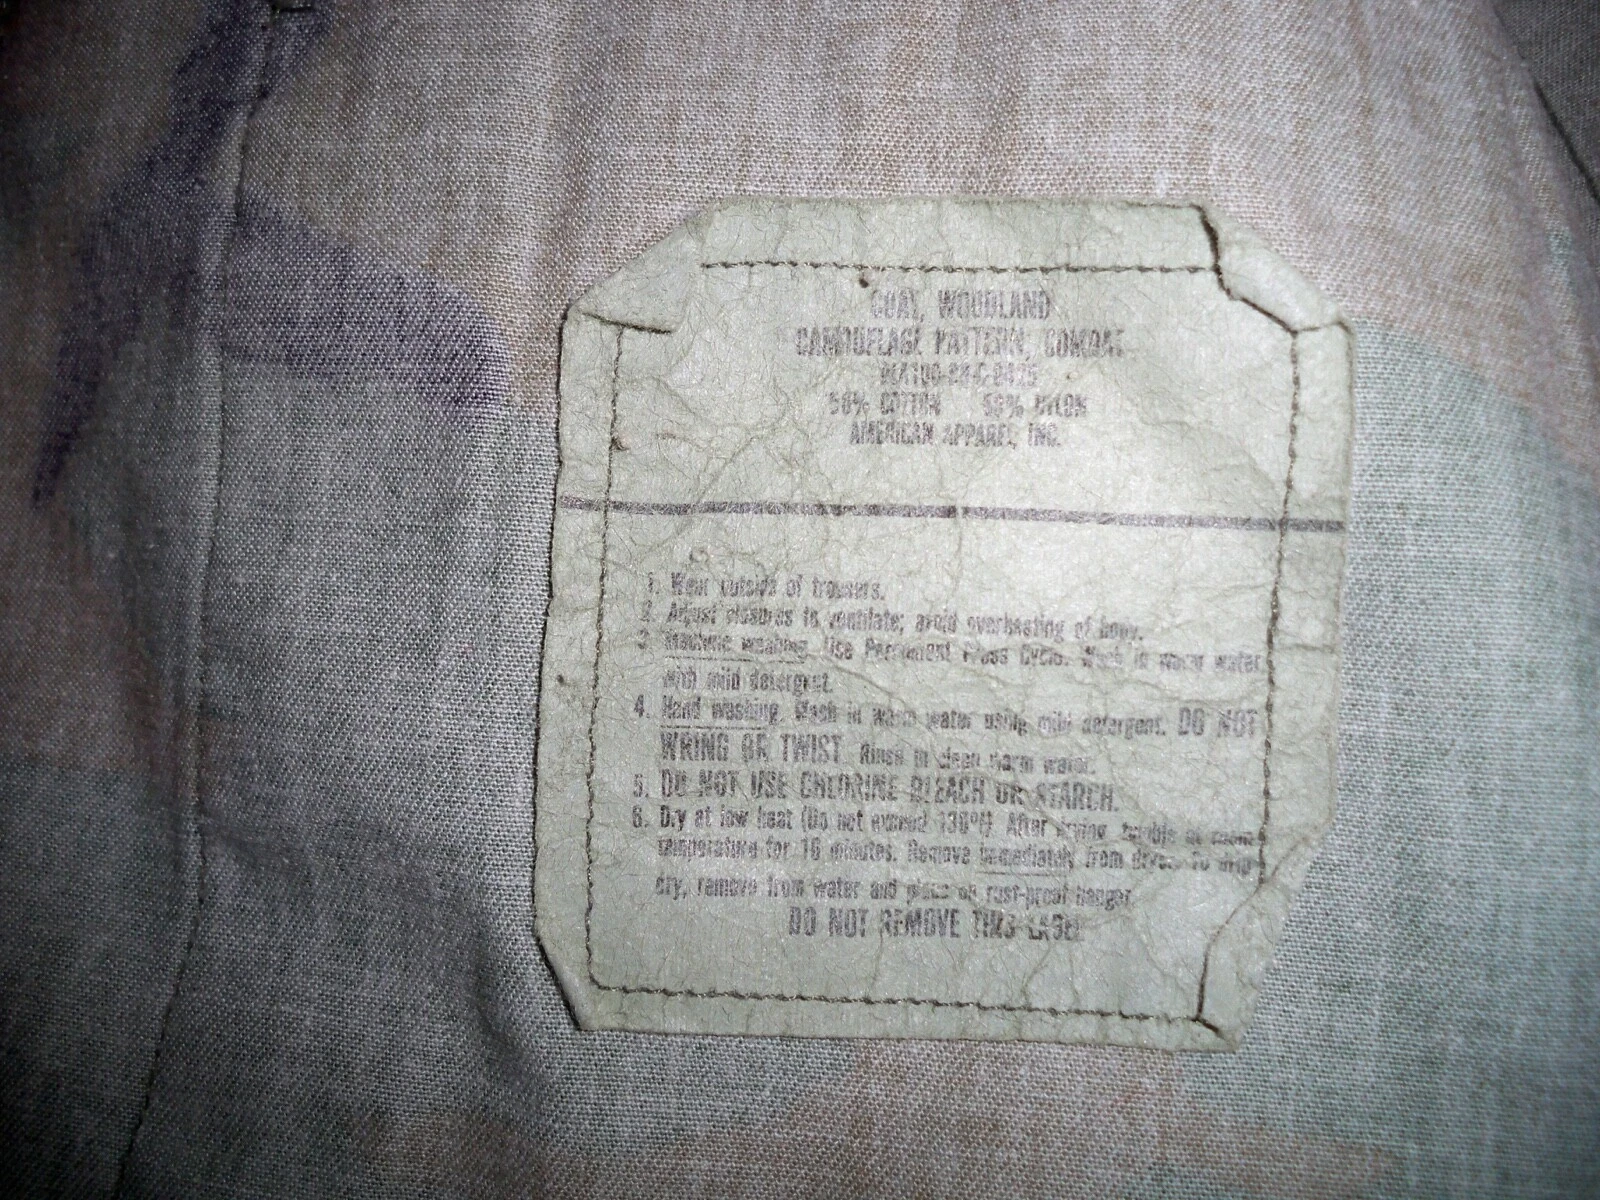 COAT, WOODLAND
CAMOUFLAGE PATTERN, COMBAT
50% COTTON 50% NYLON
AMERICAN APPAREL, INC.
1. Wear outside of trousers.
2. Adjust closures to ventilate; avoid overheating of body.
3. Machine washing. Use Permanent Press Cycle. Wash in warm water
with mild detergent.
4. Hand washing. Wash in warm water using mild detergent. DO NOT
WRING OR TWIST. Rinse in clean warm water.
5. DO NOT USE CHLORINE BLEACH OR STARCH.
6. Dry at low heat (Do not exceed 130°F). After drying, tumble at room
temperature for 10 minutes. Remove immediately from dryer. To drip
dry, remove from water and place on rust-proof hanger.
DO NOT REMOVE THIS LABEL